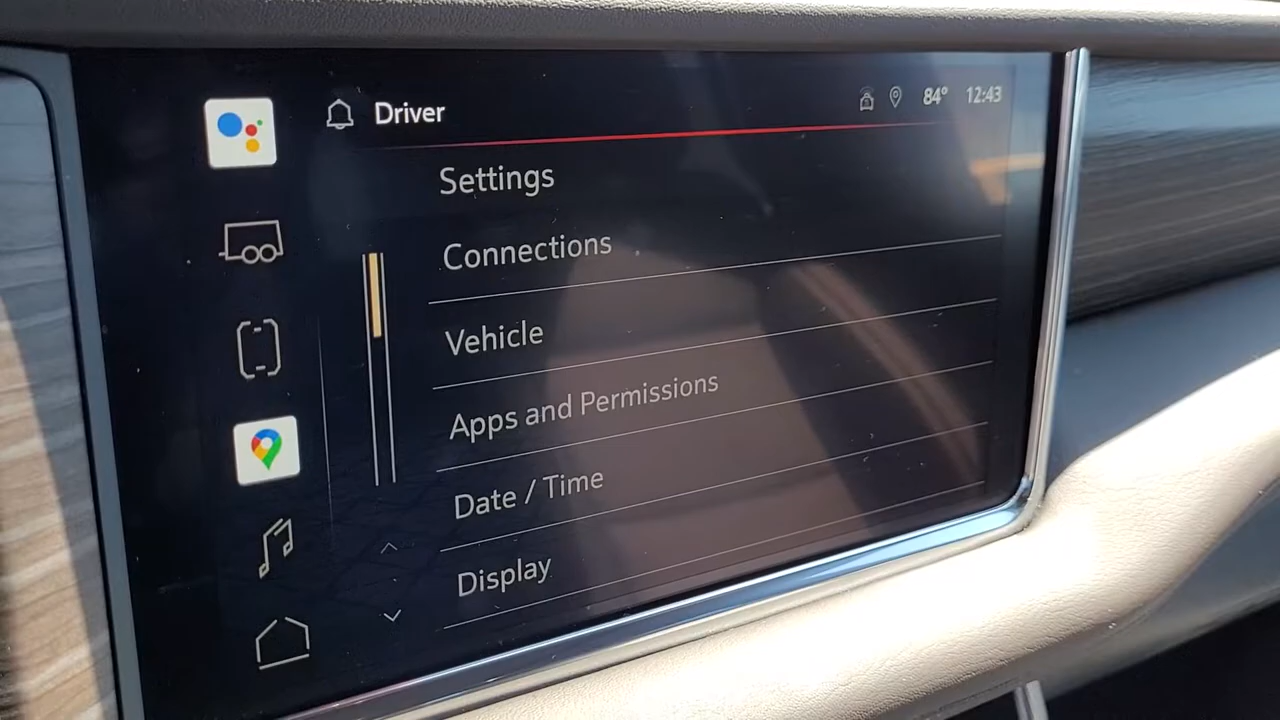 Driver
84° 12:43
Settings
Connections
Vehicle
Apps and Permissions
Date / Time
Display